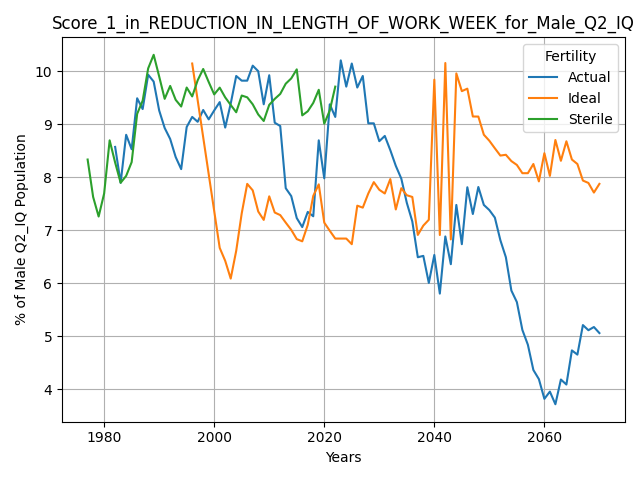 Score_1_in_REDUCTION_IN_LENGTH_OF_WORK_WEEK_for_Male_Q2_IQ
Fertility
Actual
Ideal
Sterile
% of Male Q2_IQ Population
10
9
8
7
6
5
4
1980 2000 2020 2040 2060
Years